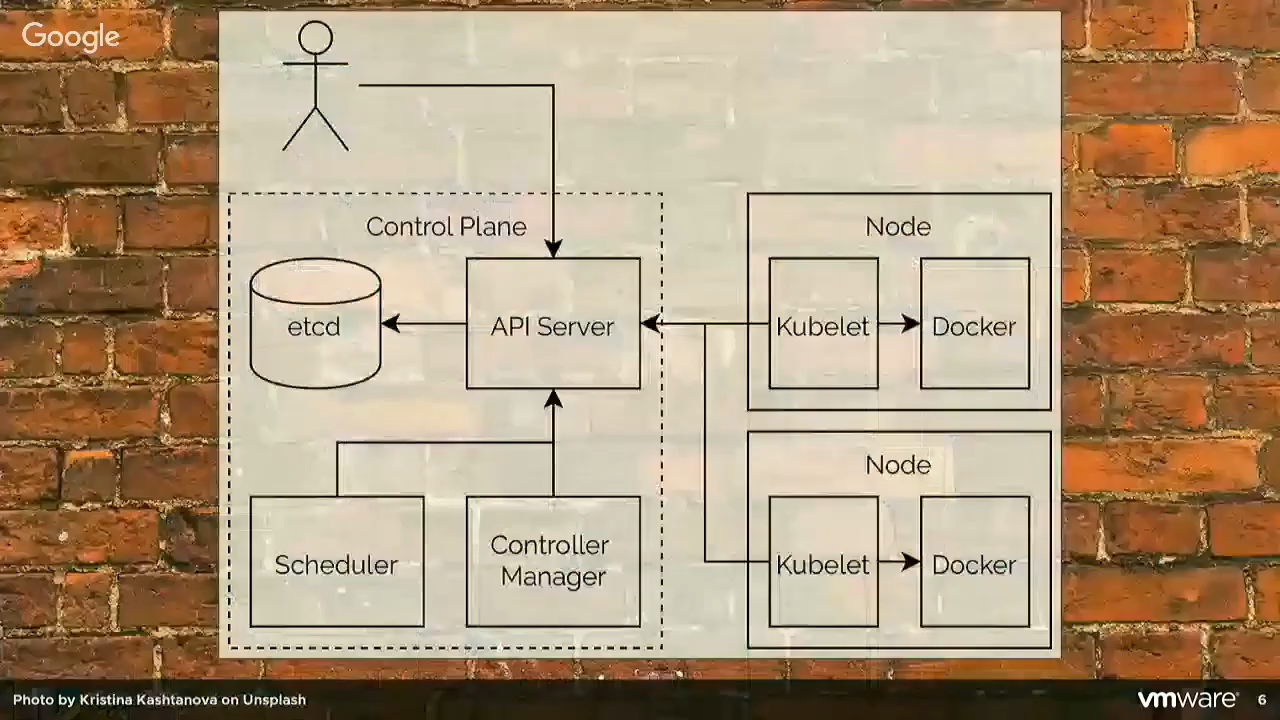 Google
Control Plane
Node
etcd
API Server
Kubelet
Docker
Node
Scheduler
Controller
Manager
Kubelet
Docker
Photo by Kristina Kashtanova on Unsplash
vmware
6